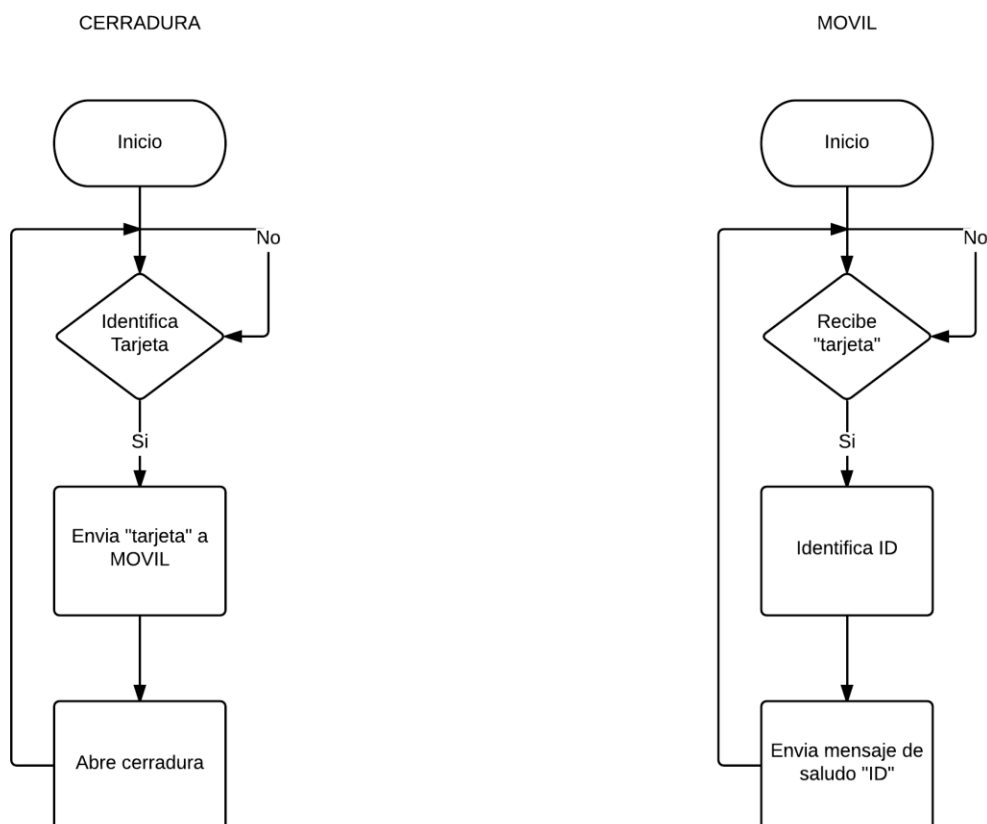 CERRADURA
Inicio
No
Identifica
Tarjeta
Si
Envia "tarjeta" a
MOVIL
Abre cerradura
MOVIL
Inicio
No
Recibe
"tarjeta"
Si
Identifica ID
Envia mensaje de
saludo "ID"